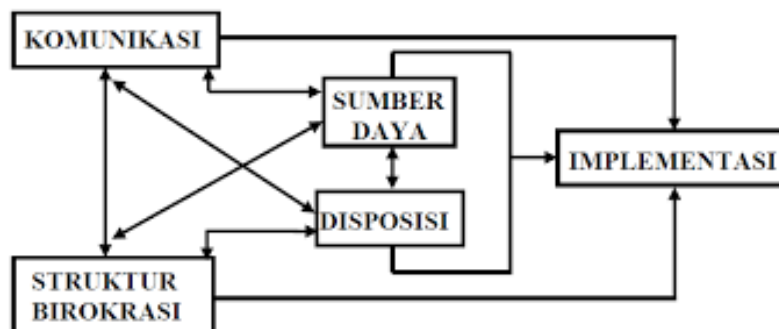 KOMUNIKASI
SUMBER
DAYA
IMPLEMENTASI
DISPOSISI
STRUKTUR
BIROKRASI